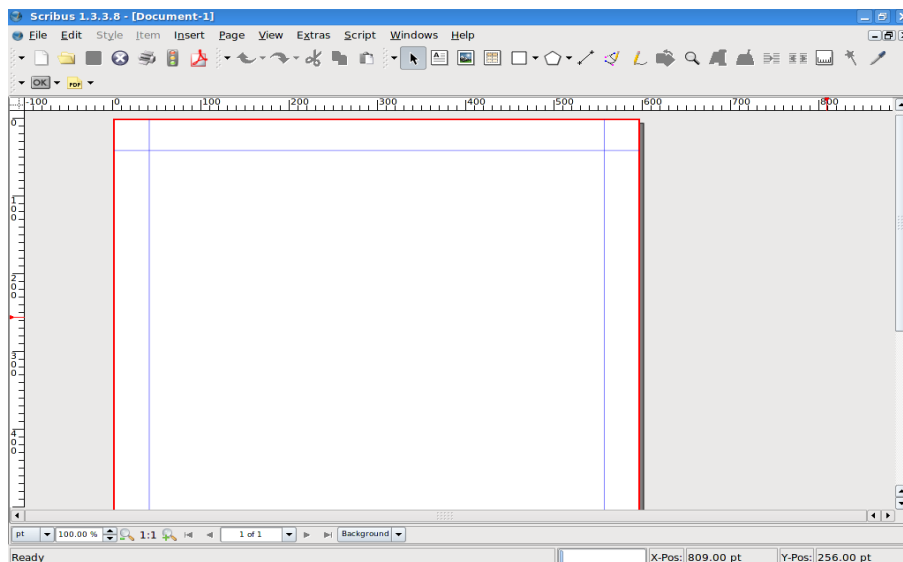 Scribus 1.3.3.8 - [Document-1]
File Edit Style Item Insert Page View Extras Script Windows Help
OK PDF
-100 0 100 200 300 400 500 600 700 800
0
100
200
300
400
pt 100.00 % 1:1 1 of 1 Background
Ready X-Pos: 809.00 pt Y-Pos: 256.00 pt